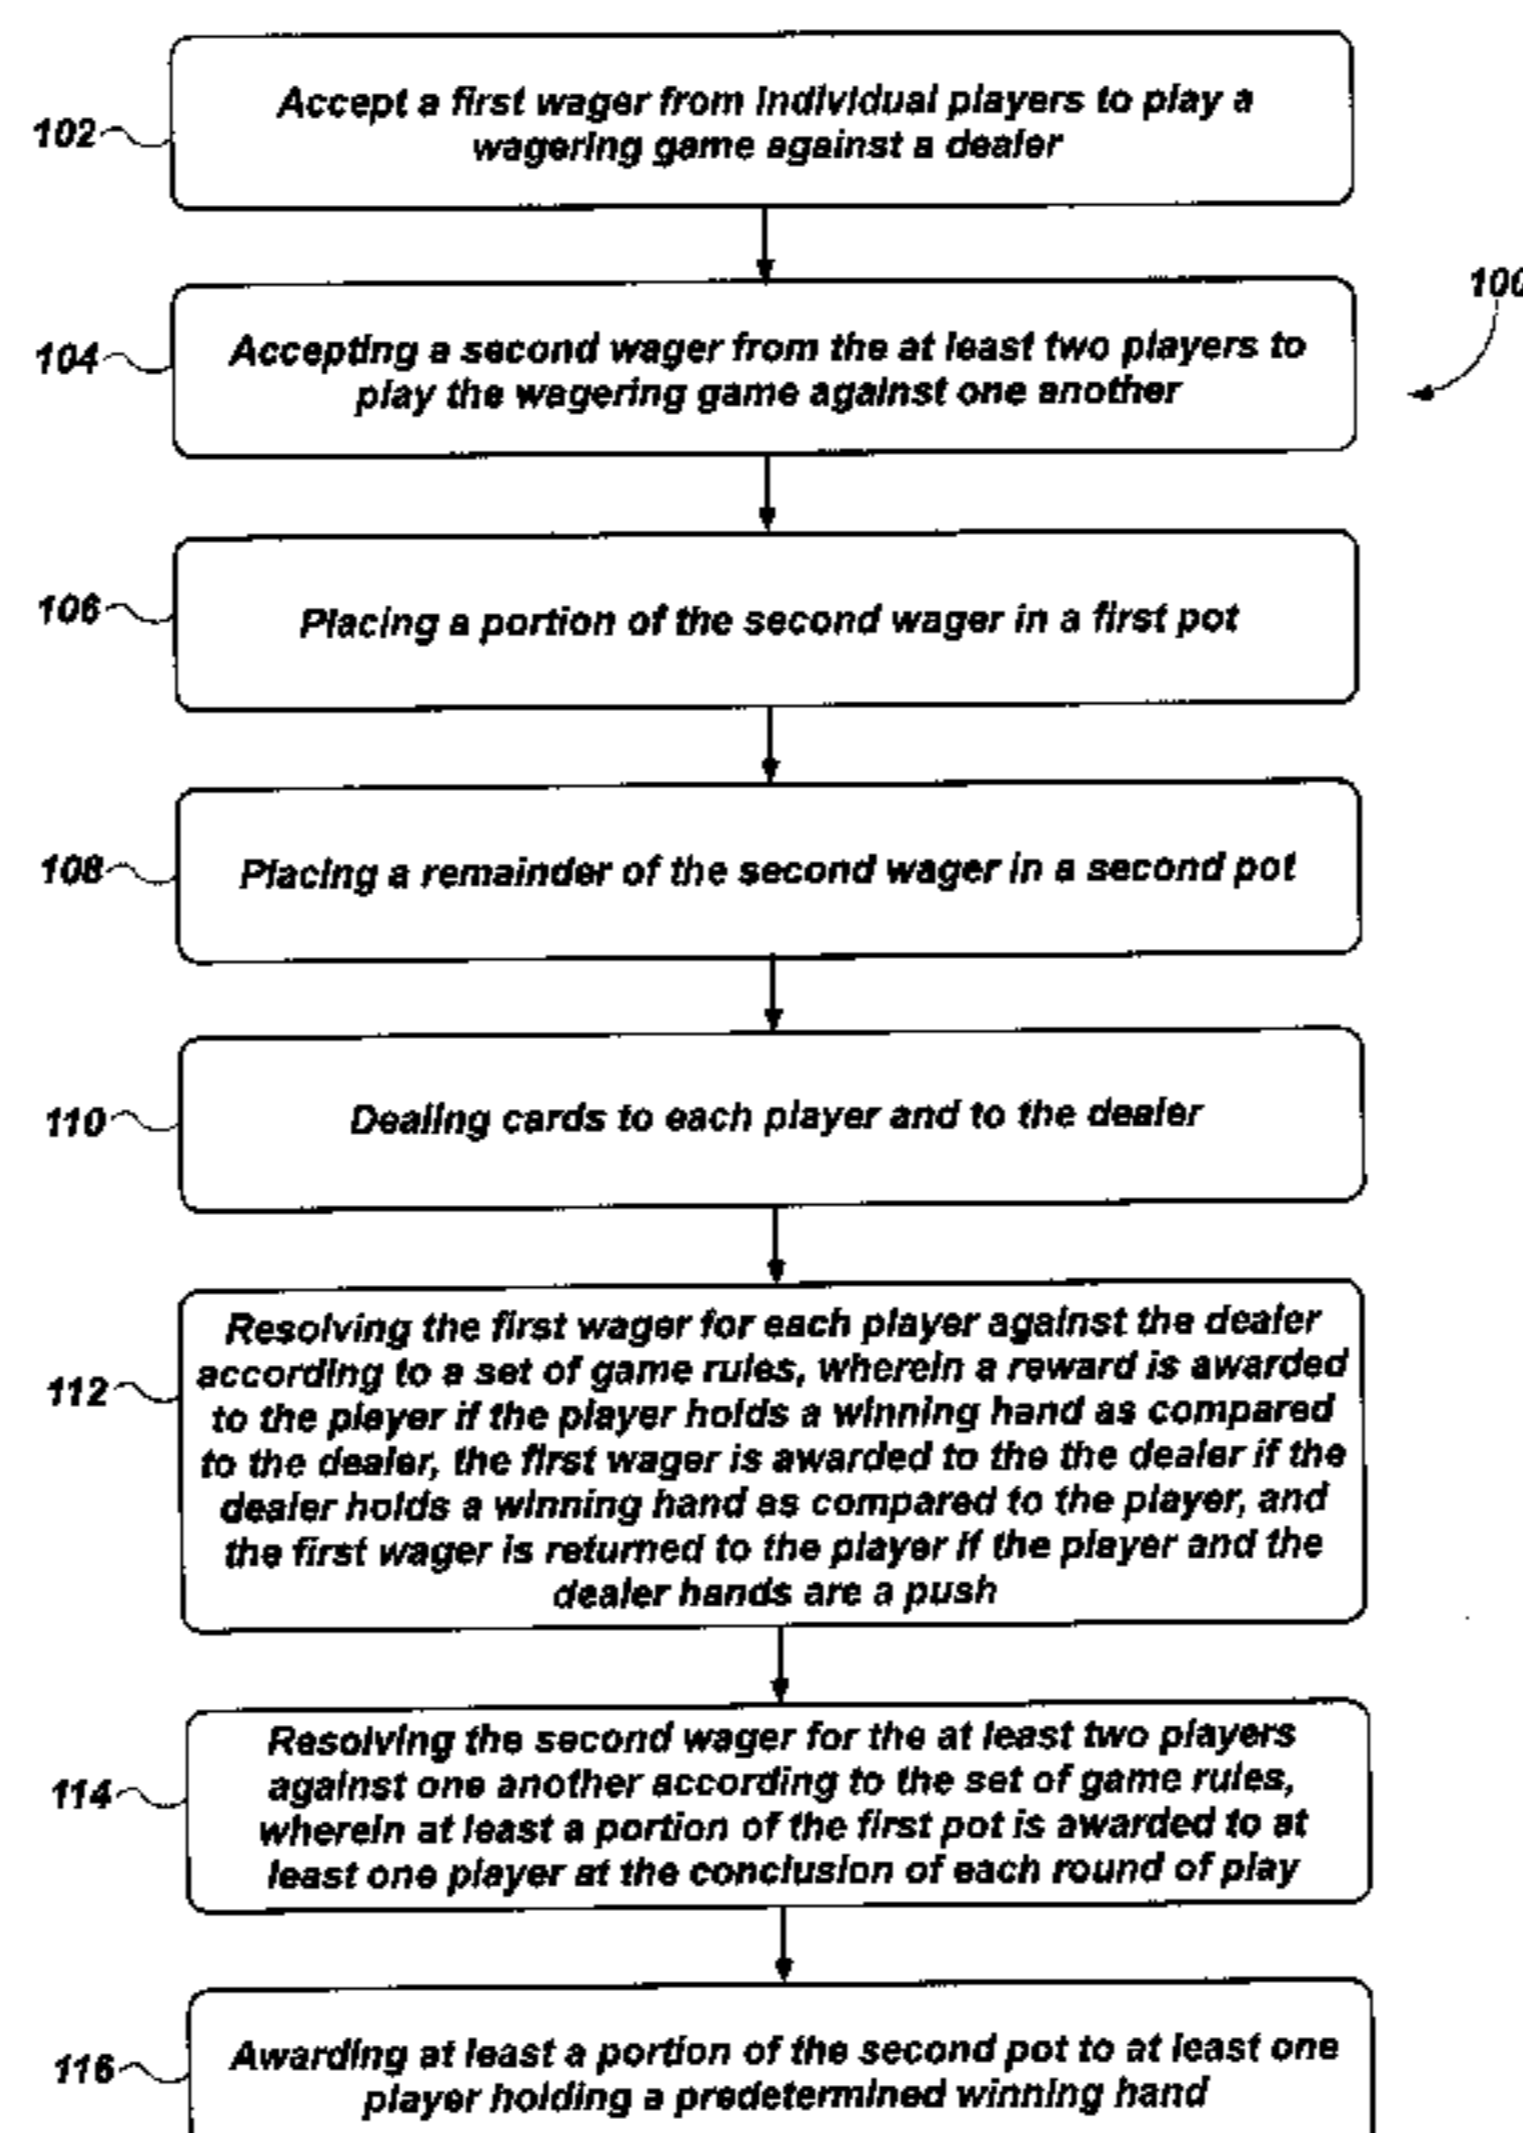 102
Accept a first wager from individual players to play a
wagering game against a dealer
100
104
Accepting a second wager from the at least two players to
play the wagering game against one another
106
Placing a portion of the second wager in a first pot
108
Placing a remainder of the second wager in a second pot
110
Dealing cards to each player and to the dealer
112
Resolving the first wager for each player against the dealer
according to a set of game rules, wherein a reward is awarded
to the player if the player holds a winning hand as compared
to the dealer, the first wager is awarded to the the dealer if the
dealer holds a winning hand as compared to the player, and
the first wager is returned to the player if the player and the
dealer hands are a push
114
Resolving the second wager for the at least two players
against one another according to the set of game rules,
wherein at least a portion of the first pot is awarded to at
least one player at the conclusion of each round of play
116
Awarding at least a portion of the second pot to at least one
player holding a predetermined winning hand